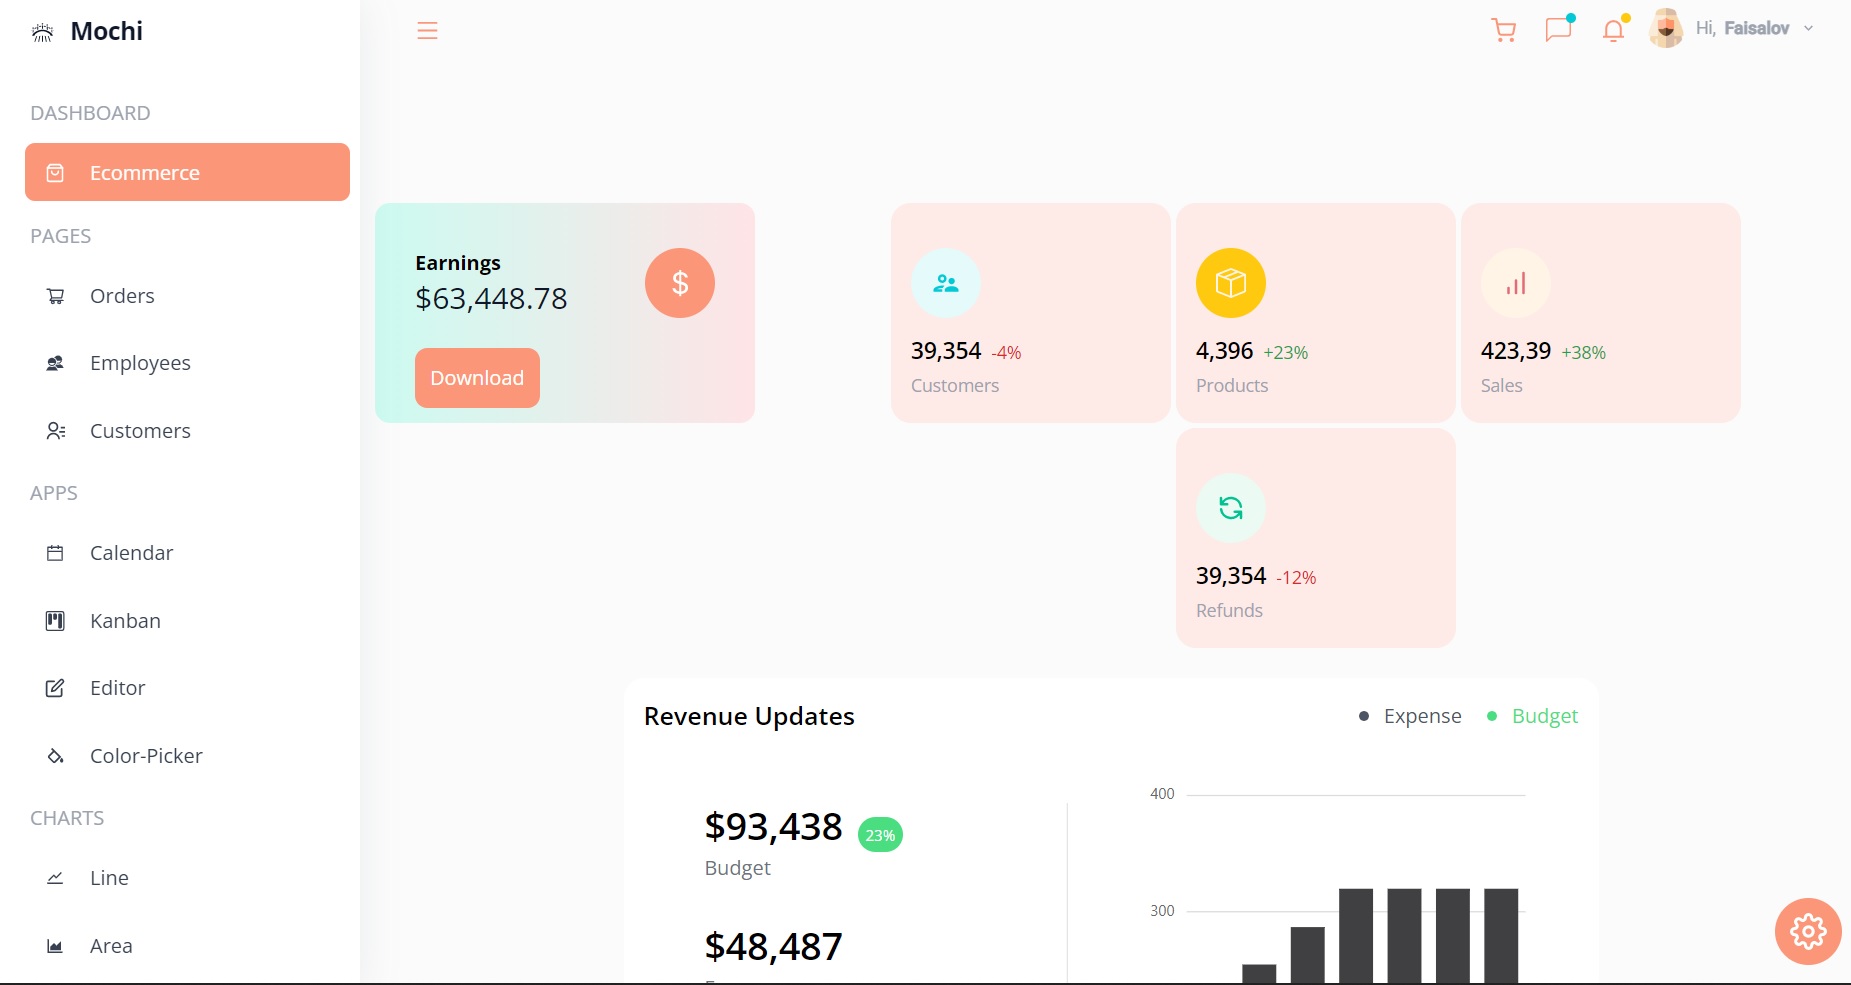 Mochi
Hi, Faisalov
DASHBOARD
Ecommerce
PAGES
Orders
Employees
Customers
APPS
Calendar
Kanban
Editor
Color-Picker
CHARTS
Line
Area
Earnings
$63,448.78
$
Download
39,354 -4%
Customers
4,396 +23%
Products
423,39 +38%
Sales
39,354 -12%
Refunds
Revenue Updates
Expense
Budget
$93,438 23%
Budget
$48,487
400
300